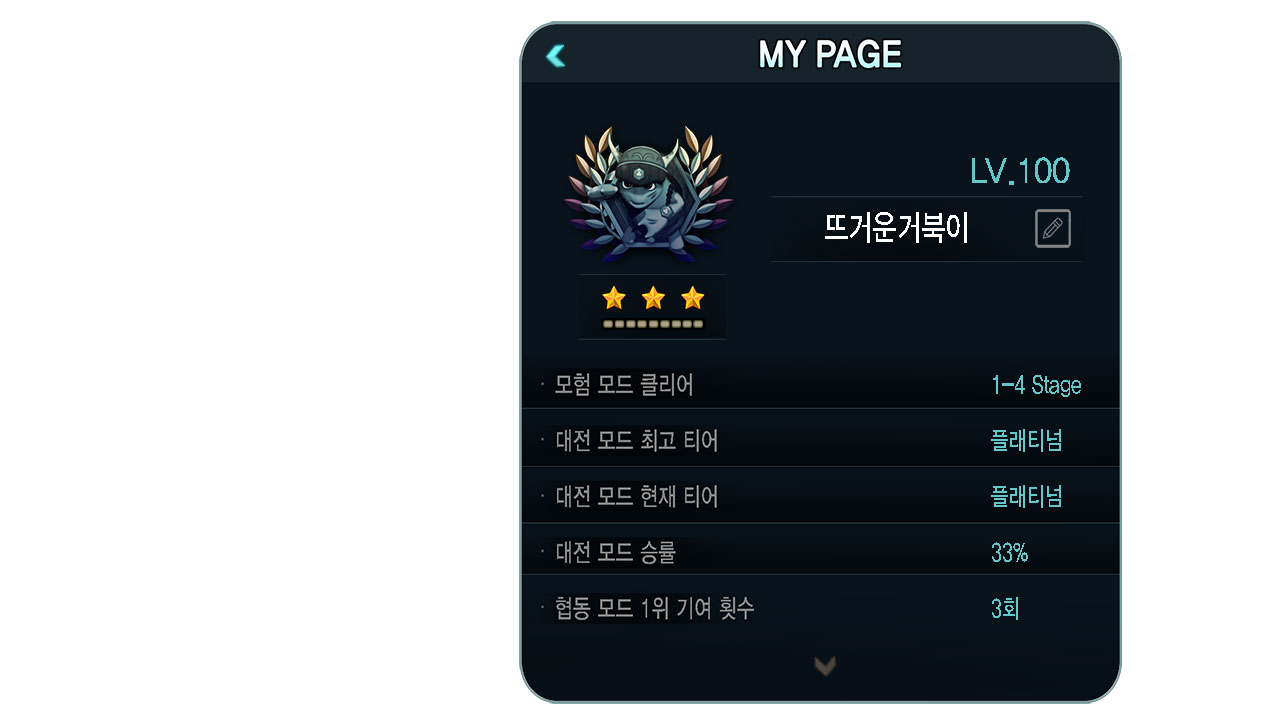 MY PAGE
LV.100
뜨거운거북이
· 모험 모드 클리어 1-4 Stage
· 대전 모드 최고 티어 플래티넘
· 대전 모드 현재 티어 플래티넘
· 대전 모드 승률 33%
· 협동 모드 1위 기여 횟수 3회